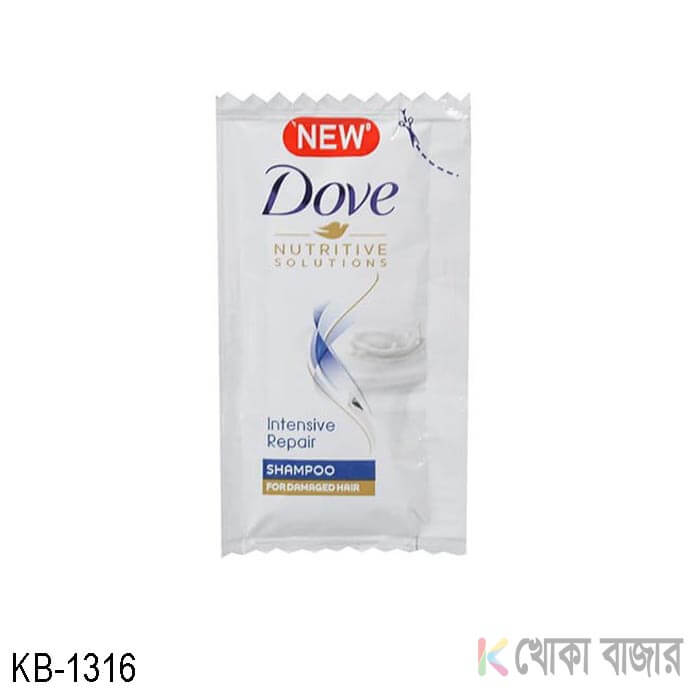 NEW
Dove
NUTRITIVE
SOLUTIONS
Intensive
Repair
SHAMPOO
FOR DAMAGED HAIR
KB-1316
খোকা বাজার